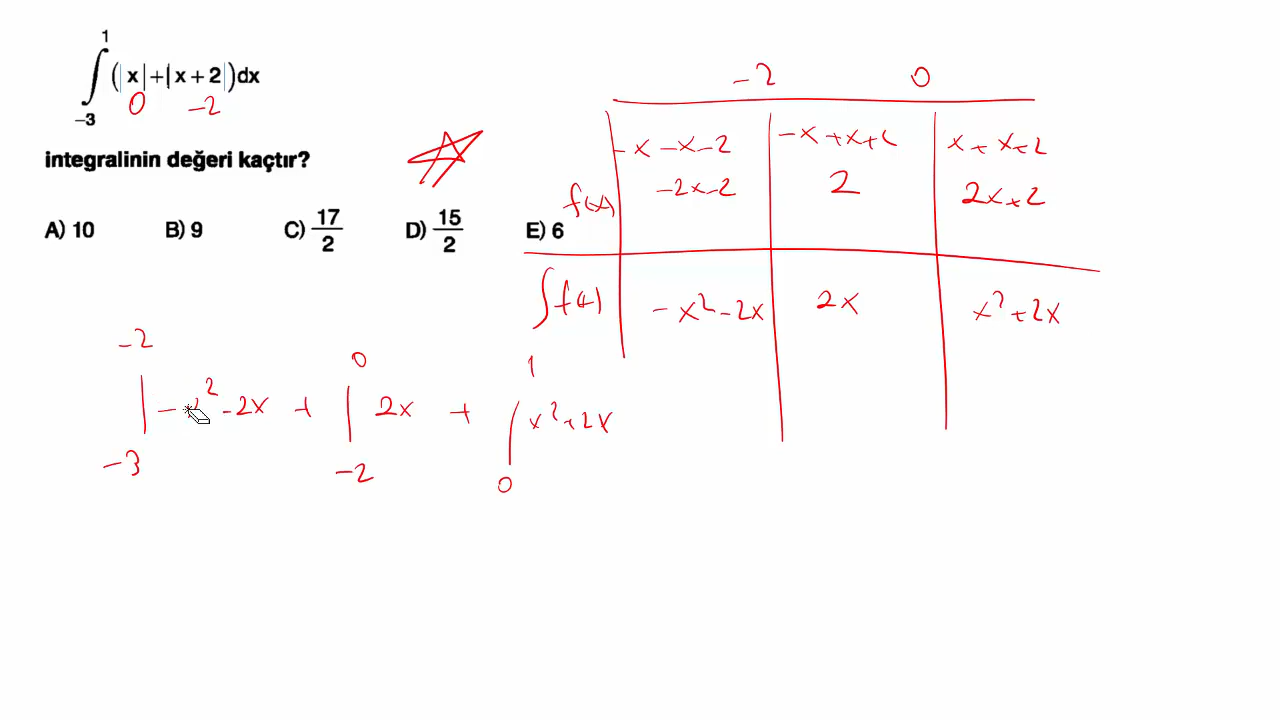 1
∫ (|x|+|x+2|)dx
-3
0 -2
integralinin değeri kaçtır?
A) 10 B) 9 C) 17/2 D) 15/2 E) 6
-2 0
-x-x-2 -x+x+2 x+x+2
f(x) -2x-2 2 2x+2
∫f(x) -x²-2x 2x x²+2x
-2 0 1
| -x²-2x + | 2x + | x²+2x
-3 -2 0